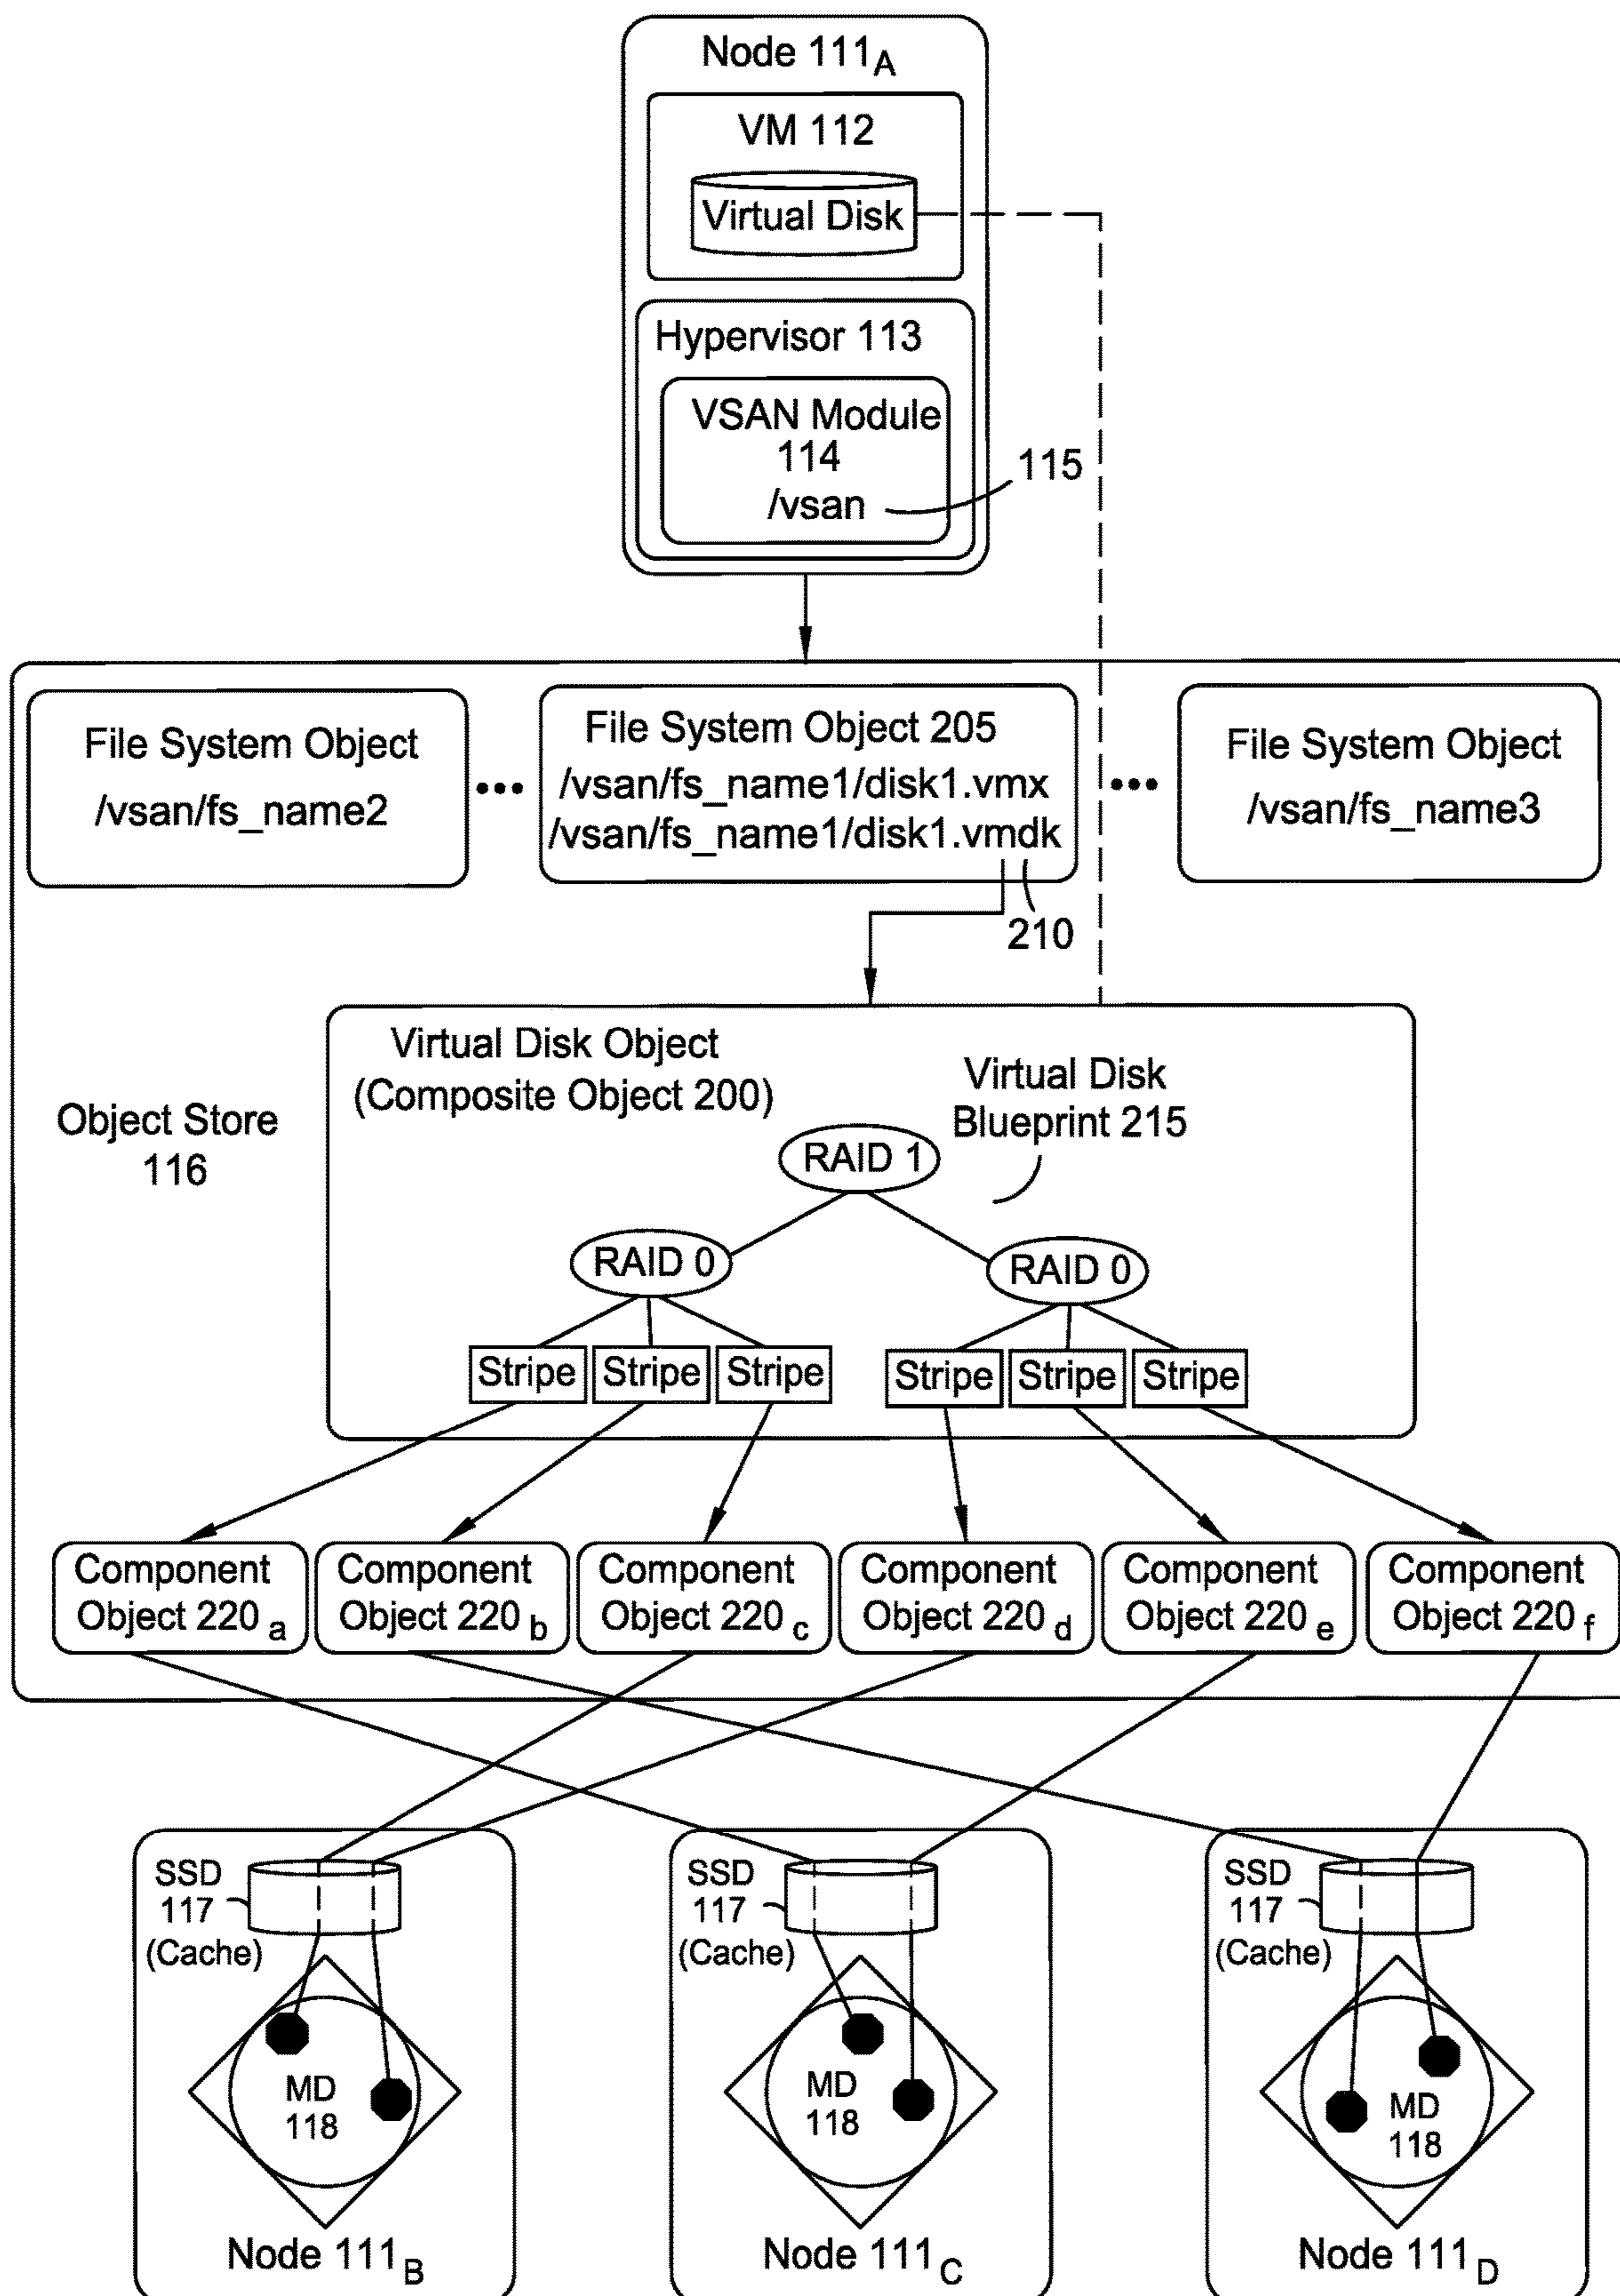 Node 111A
VM 112
Virtual Disk
Hypervisor 113
VSAN Module
114
/vsan
115
File System Object
/vsan/fs_name2
•••
File System Object 205
/vsan/fs_name1/disk1.vmx
/vsan/fs_name1/disk1.vmdk
•••
File System Object
/vsan/fs_name3
210
Virtual Disk Object
(Composite Object 200)
Virtual Disk
Blueprint 215
Object Store
116
RAID 1
RAID 0
RAID 0
Stripe
Stripe
Stripe
Stripe
Stripe
Stripe
Component
Object 220 a
Component
Object 220 b
Component
Object 220 c
Component
Object 220 d
Component
Object 220 e
Component
Object 220 f
SSD
117
(Cache)
MD
118
Node 111B
SSD
117
(Cache)
MD
118
Node 111C
SSD
117
(Cache)
MD
118
Node 111D